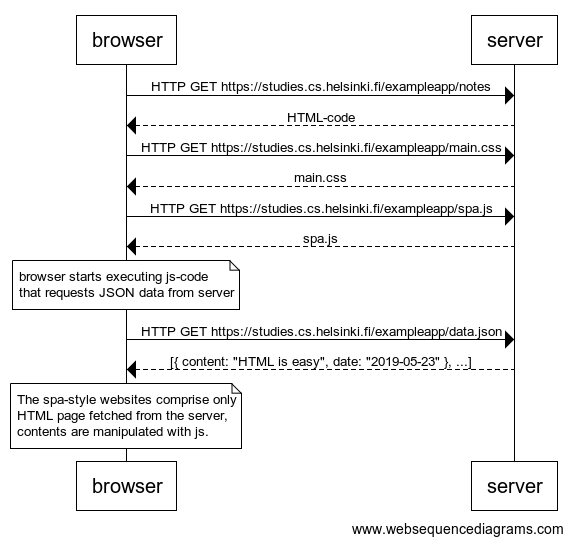 browser
server
HTTP GET https://studies.cs.helsinki.fi/exampleapp/notes
HTML-code
HTTP GET https://studies.cs.helsinki.fi/exampleapp/main.css
main.css
HTTP GET https://studies.cs.helsinki.fi/exampleapp/spa.js
spa.js
browser starts executing js-code
that requests JSON data from server
HTTP GET https://studies.cs.helsinki.fi/exampleapp/data.json
[{ content: "HTML is easy", date: "2019-05-23" }, ...]
The spa-style websites comprise only
HTML page fetched from the server,
contents are manipulated with js.
browser
server
www.websequencediagrams.com